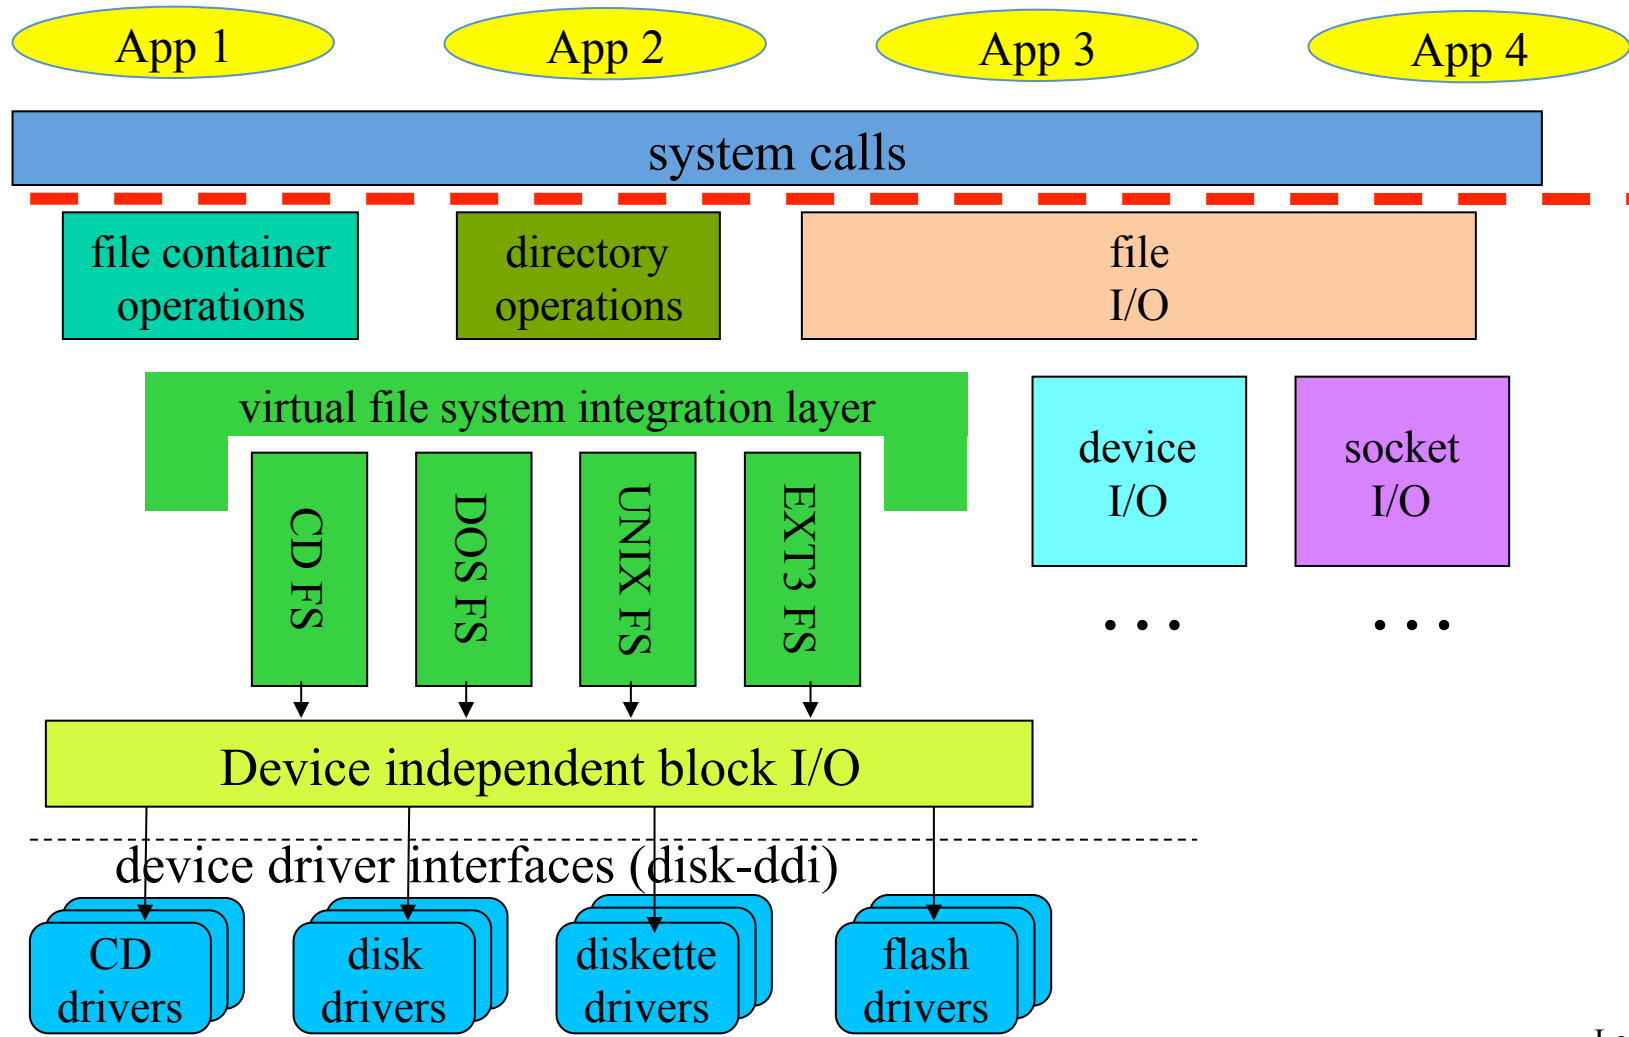 App 1
App 2
App 3
App 4
system calls
file container
operations
directory
operations
file
I/O
virtual file system integration layer
device
I/O
socket
I/O
CD FS
DOS FS
UNIX FS
EXT3 FS
. . .
. . .
Device independent block I/O
device driver interfaces (disk-ddi)
CD
drivers
disk
drivers
diskette
drivers
flash
drivers